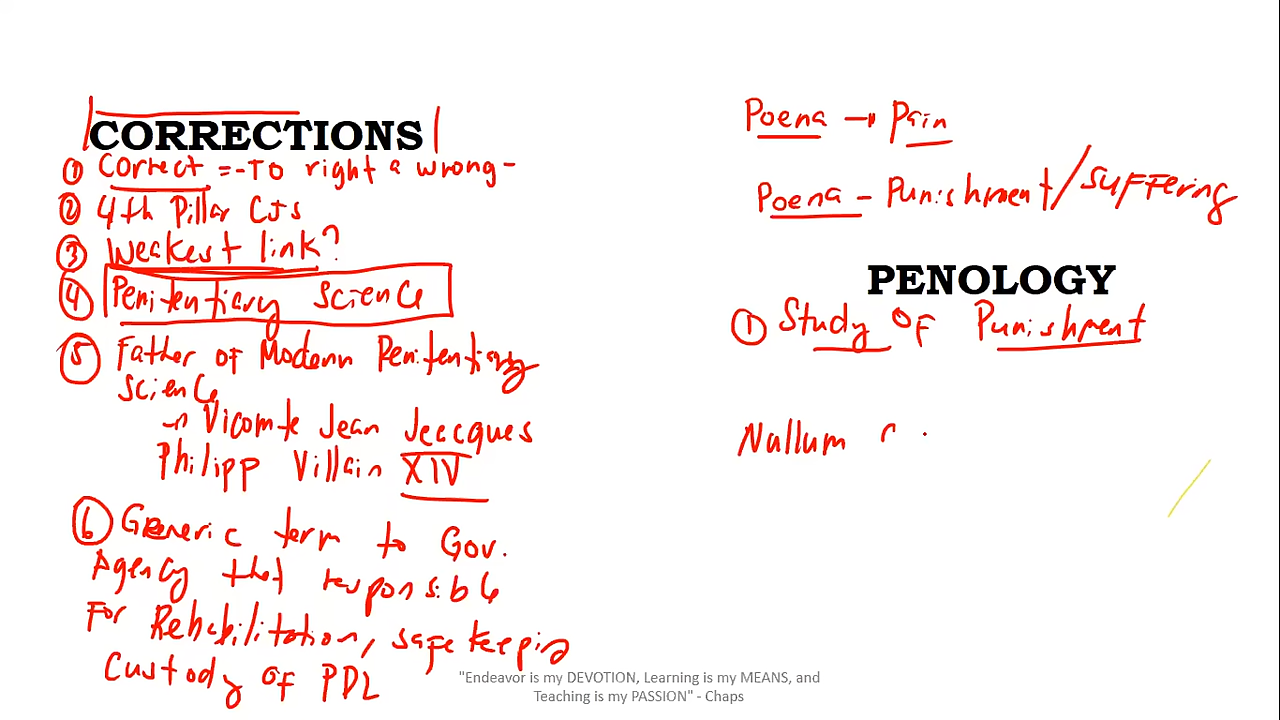 CORRECTIONS
① Correct = -To right a wrong -
② 4th Pillar CJS
③ Weakest link?
④ Penitentiary Science
⑤ Father of Modern Penitentiary
Science
→ Vicomte Jean Jeacques
Philipp Villain XIV
⑥ Generic term to Gov.
Agency that responsible
For Rehabilitation, safekeeping
Custody of PDL
Poena → Pain
Poena - Punishment/SUFFering
PENOLOGY
① Study OF Punishment
Nullum
"Endeavor is my DEVOTION, Learning is my MEANS, and
Teaching is my PASSION" - Chaps